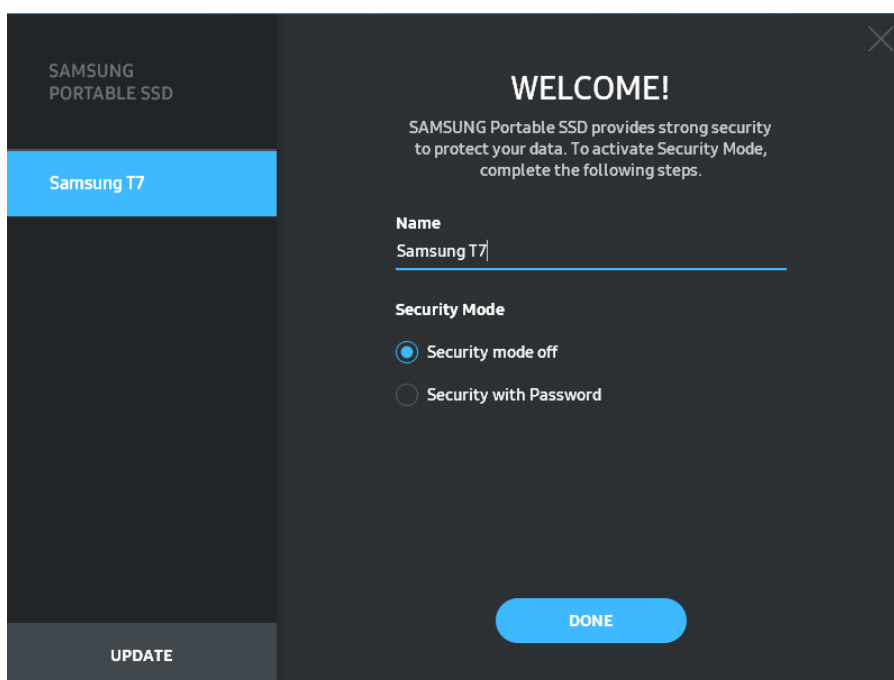 SAMSUNG
PORTABLE SSD
Samsung T7
UPDATE
WELCOME!
SAMSUNG Portable SSD provides strong security
to protect your data. To activate Security Mode,
complete the following steps.
Name
Samsung T7
Security Mode
Security mode off
Security with Password
DONE